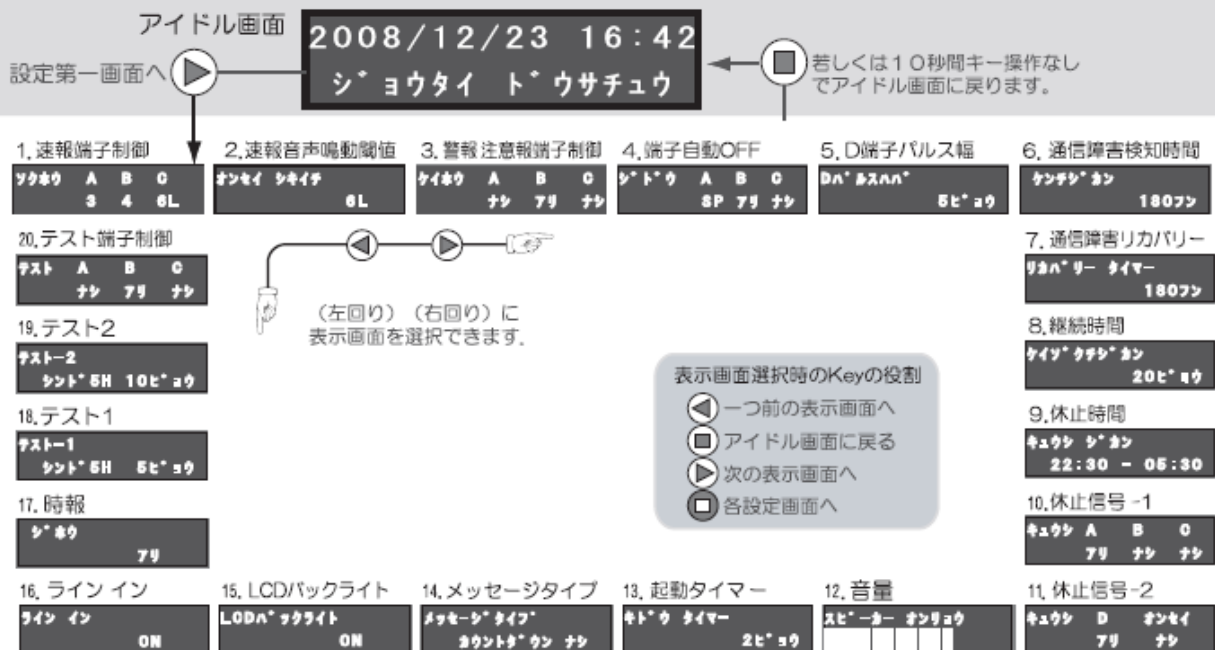 アイドル画面
2008/12/23 16:42
ジョウタイ ドウサチュウ
設定第一画面へ
若しくは10秒間キー操作なし
でアイドル画面に戻ります。
1.速報端子制御
ソクホウ A B C
3 4 6L
2.速報音声鳴動閾値
オンセイ シキイチ
6L
3.警報注意報端子制御
ケイホウ A B C
ナシ アリ ナシ
4.端子自動OFF
ジドウ A B C
SP アリ ナシ
5.D端子パルス幅
Dパルスハバ
5ビョウ
6.通信障害検知時間
ケンチジカン
180フン
20.テスト端子制御
テスト A B C
ナシ アリ ナシ
(左回り)(右回り)に
表示画面を選択できます.
7.通信障害リカバリー
リカバリー タイマー
180フン
19.テスト2
テスト-2
シンド5H 10ビョウ
8.継続時間
ケイゾクチジカン
20ビョウ
表示画面選択時のKeyの役割
一つ前の表示画面へ
アイドル画面に戻る
次の表示画面へ
各設定画面へ
18.テスト1
テスト-1
シンド5H 5ビョウ
9.休止時間
キュウシ ジカン
22:30 - 05:30
17.時報
ジホウ
アリ
10.休止信号-1
キュウシ A B C
アリ ナシ ナシ
16.ライン イン
ライン イン
ON
15.LCDバックライト
LCDバックライト
ON
14.メッセージタイプ
メッセージタイプ
カウントダウン ナシ
13.起動タイマー
キドウ タイマー
2ビョウ
12.音量
スピーカー オンリョウ
11.休止信号-2
キュウシ D オンセイ
アリ ナシ